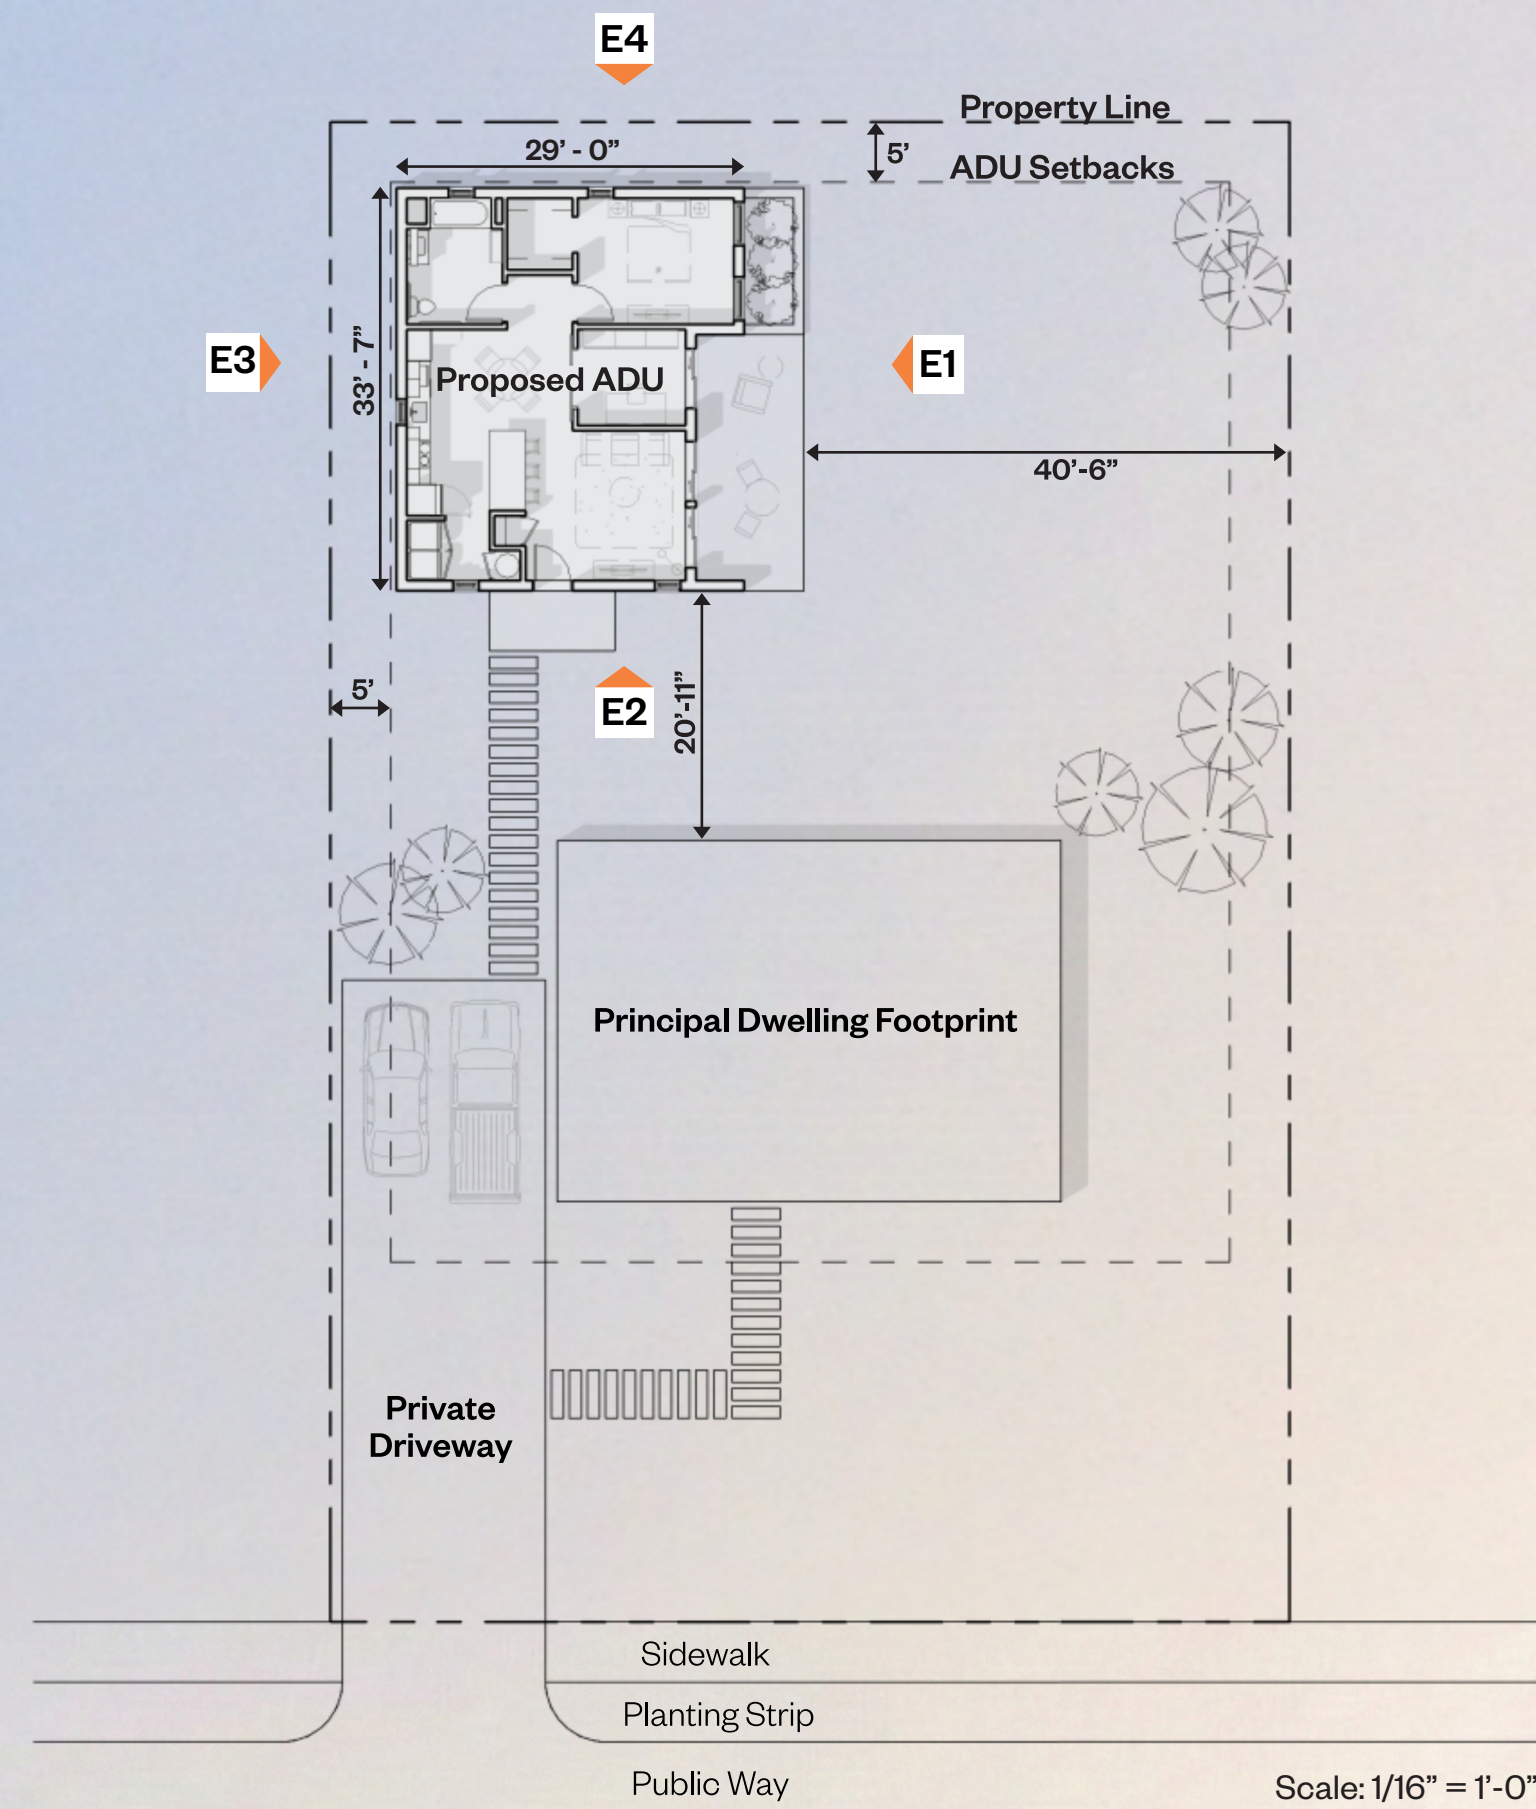 E4
Property Line
29’ - 0”
5’
ADU Setbacks
E3
33’ - 7”
Proposed ADU
E1
40’-6”
5’
E2
20’-11”
Principal Dwelling Footprint
Private
Driveway
Sidewalk
Planting Strip
Public Way
Scale: 1/16” = 1’-0”